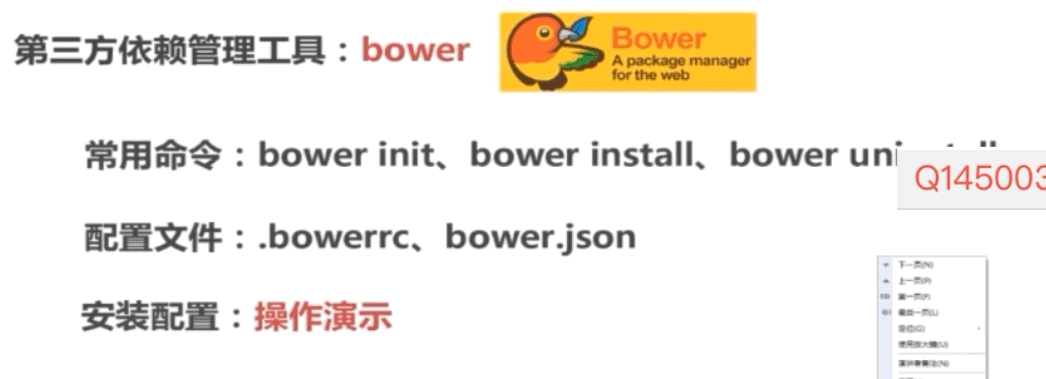 第三方依赖管理工具：bower
Bower
A package manager
for the web
常用命令：bower init、bower install、bower uninstall
Q145003
配置文件：.bowerrc、bower.json
安装配置：操作演示
下一页(N)
上一页(P)
第一页(F)
最后一页(L)
定位(G)
使用放大镜(U)
演讲者备注(N)